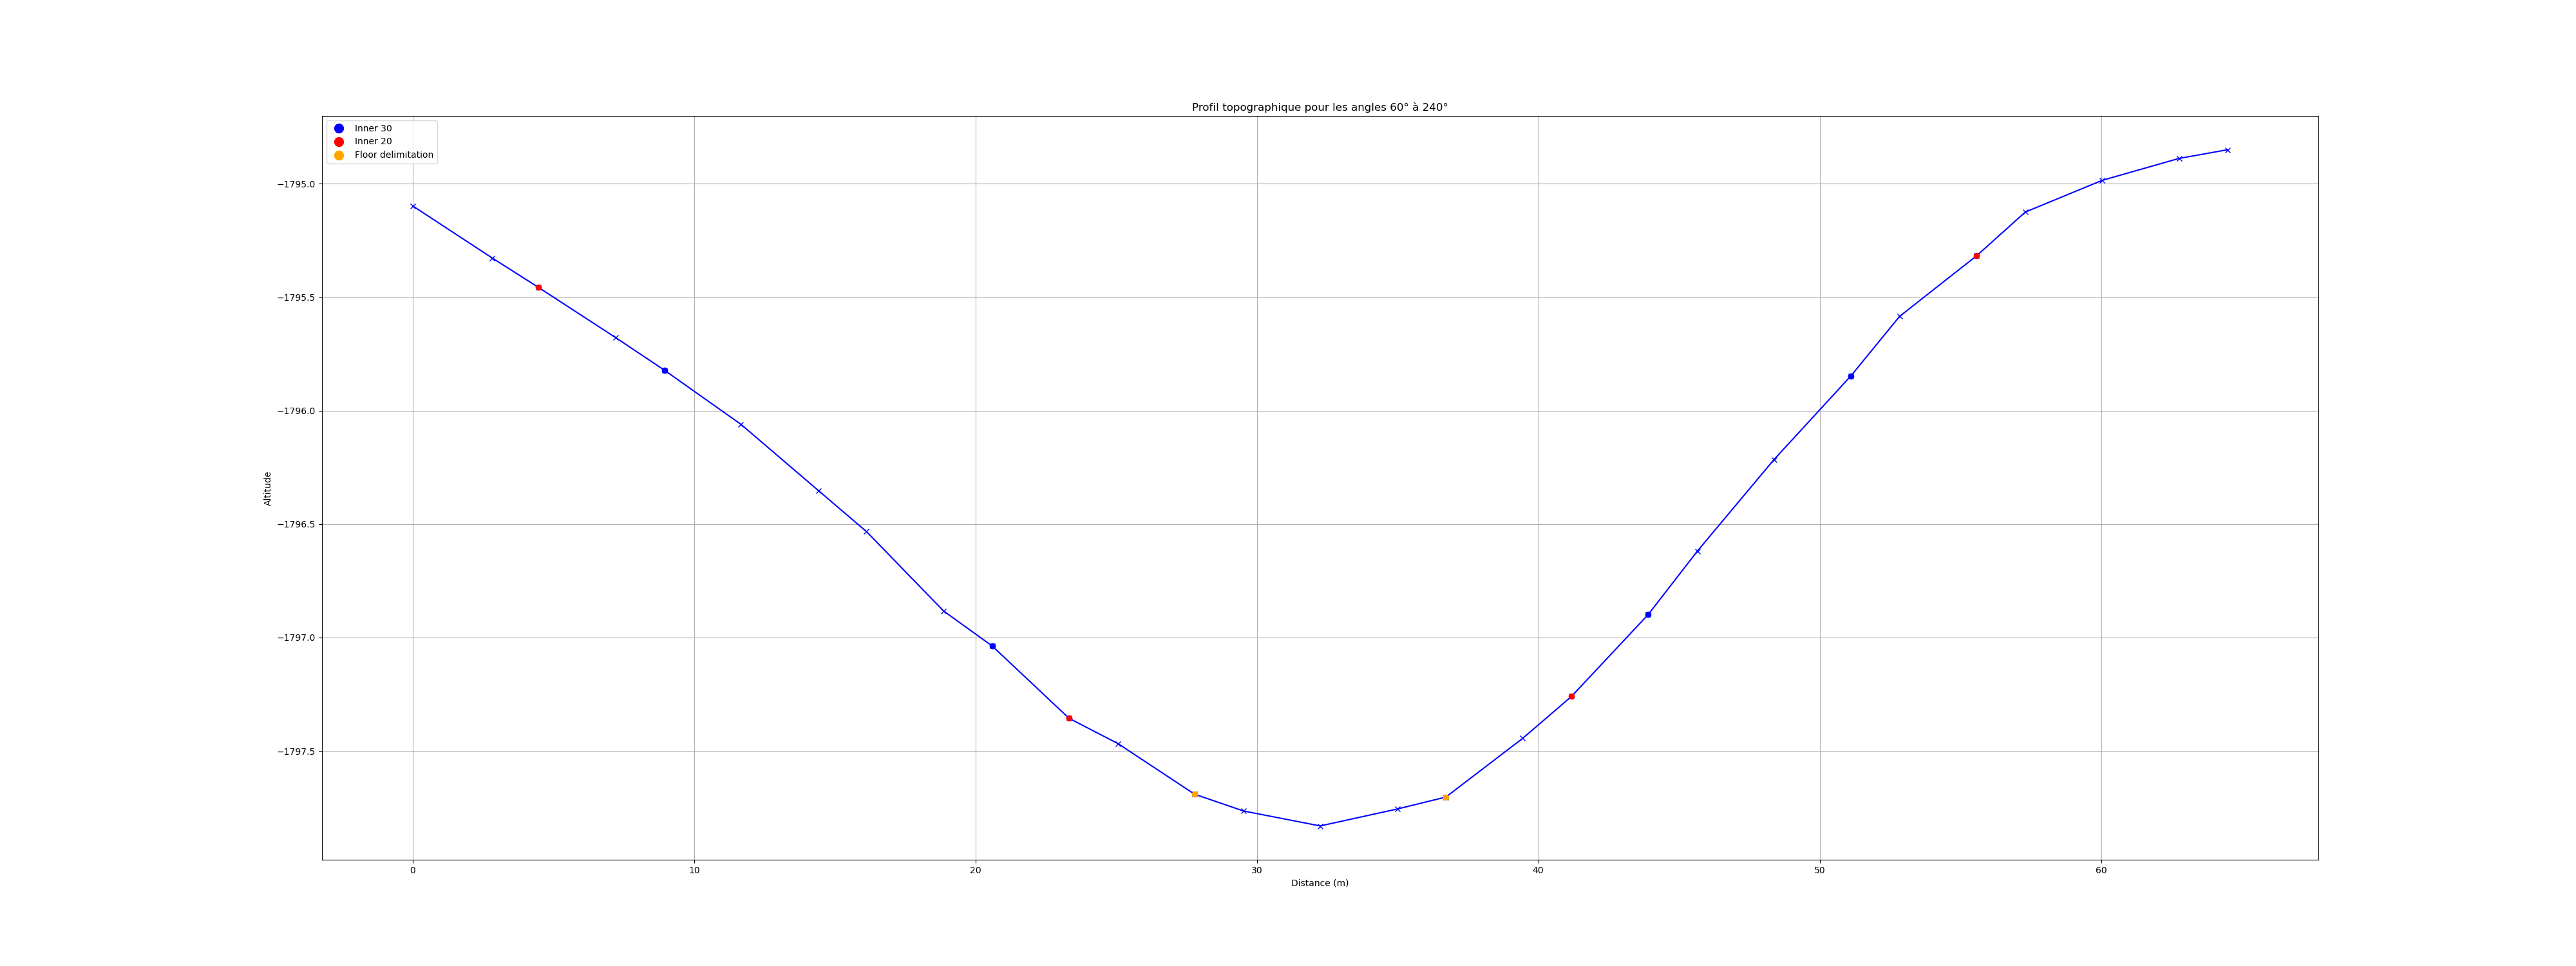 Profil topographique pour les angles 60° à 240°
Inner 30
Inner 20
Floor delimitation
−1795.0
−1795.5
−1796.0
−1796.5
−1797.0
−1797.5
Altitude
0 10 20 30 40 50 60
Distance (m)